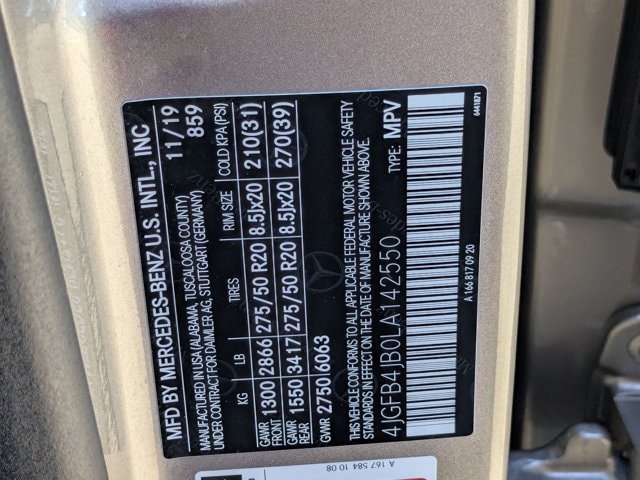 MFD BY MERCEDES-BENZ U.S. INTL., INC 11/19
MANUFACTURED IN USA (ALABAMA, TUSCALOOSA COUNTY) 859
UNDER CONTRACT FOR DAIMLER AG, STUTTGART (GERMANY)
KG LB TIRES RIM SIZE COLD KPA (PSI)
GAWR FRONT 1300 2866 275/50 R20 8.5Jx20 210(31)
GAWR REAR 1550 3417 275/50 R20 8.5Jx20 270(39)
GWR 2750/6063
THIS VEHICLE CONFORMS TO ALL APPLICABLE FEDERAL MOTOR VEHICLE SAFETY
STANDARDS IN EFFECT ON THE DATE OF MANUFACTURE SHOWN ABOVE.
4JGFB4JB0LA142550 TYPE: MPV
A 166 817 09 20 6441871
A 167 584 10 08